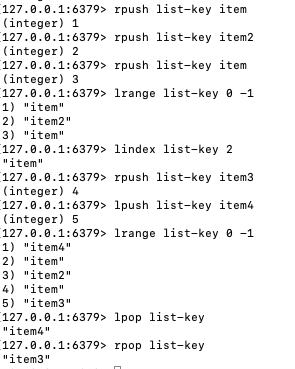 127.0.0.1:6379> rpush list-key item
(integer) 1
127.0.0.1:6379> rpush list-key item2
(integer) 2
127.0.0.1:6379> rpush list-key item
(integer) 3
127.0.0.1:6379> lrange list-key 0 -1
1) "item"
2) "item2"
3) "item"
127.0.0.1:6379> lindex list-key 2
"item"
127.0.0.1:6379> rpush list-key item3
(integer) 4
127.0.0.1:6379> lpush list-key item4
(integer) 5
127.0.0.1:6379> lrange list-key 0 -1
1) "item4"
2) "item"
3) "item2"
4) "item"
5) "item3"
127.0.0.1:6379> lpop list-key
"item4"
127.0.0.1:6379> rpop list-key
"item3"